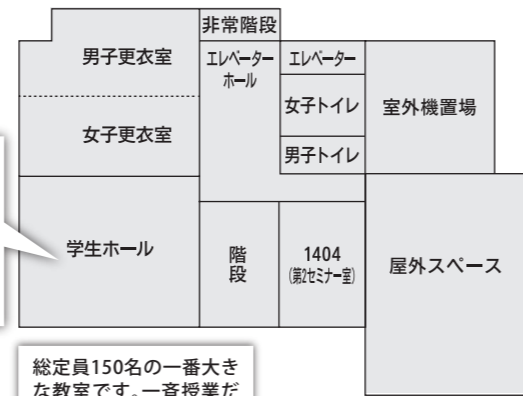 非常階段
男子更衣室
エレベーター
ホール
エレベーター
女子トイレ
室外機置場
女子更衣室
男子トイレ
学生ホール
階段
1404
(第2セミナー室)
屋外スペース
総定員150名の一番大き
な教室です。一斉授業だ